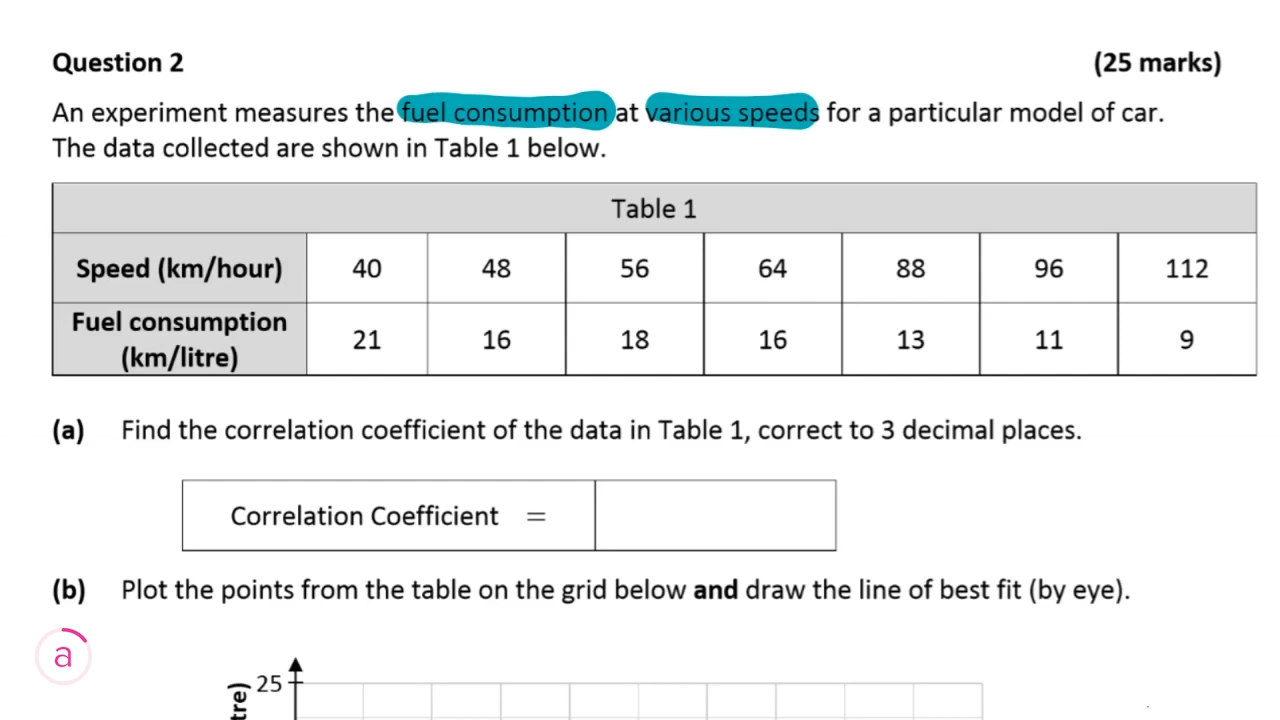 Question 2 (25 marks)
An experiment measures the fuel consumption at various speeds for a particular model of car.
The data collected are shown in Table 1 below.
Table 1
Speed (km/hour) 40 48 56 64 88 96 112
Fuel consumption (km/litre) 21 16 18 16 13 11 9
(a) Find the correlation coefficient of the data in Table 1, correct to 3 decimal places.
Correlation Coefficient =
(b) Plot the points from the table on the grid below and draw the line of best fit (by eye).
a
25
tre)